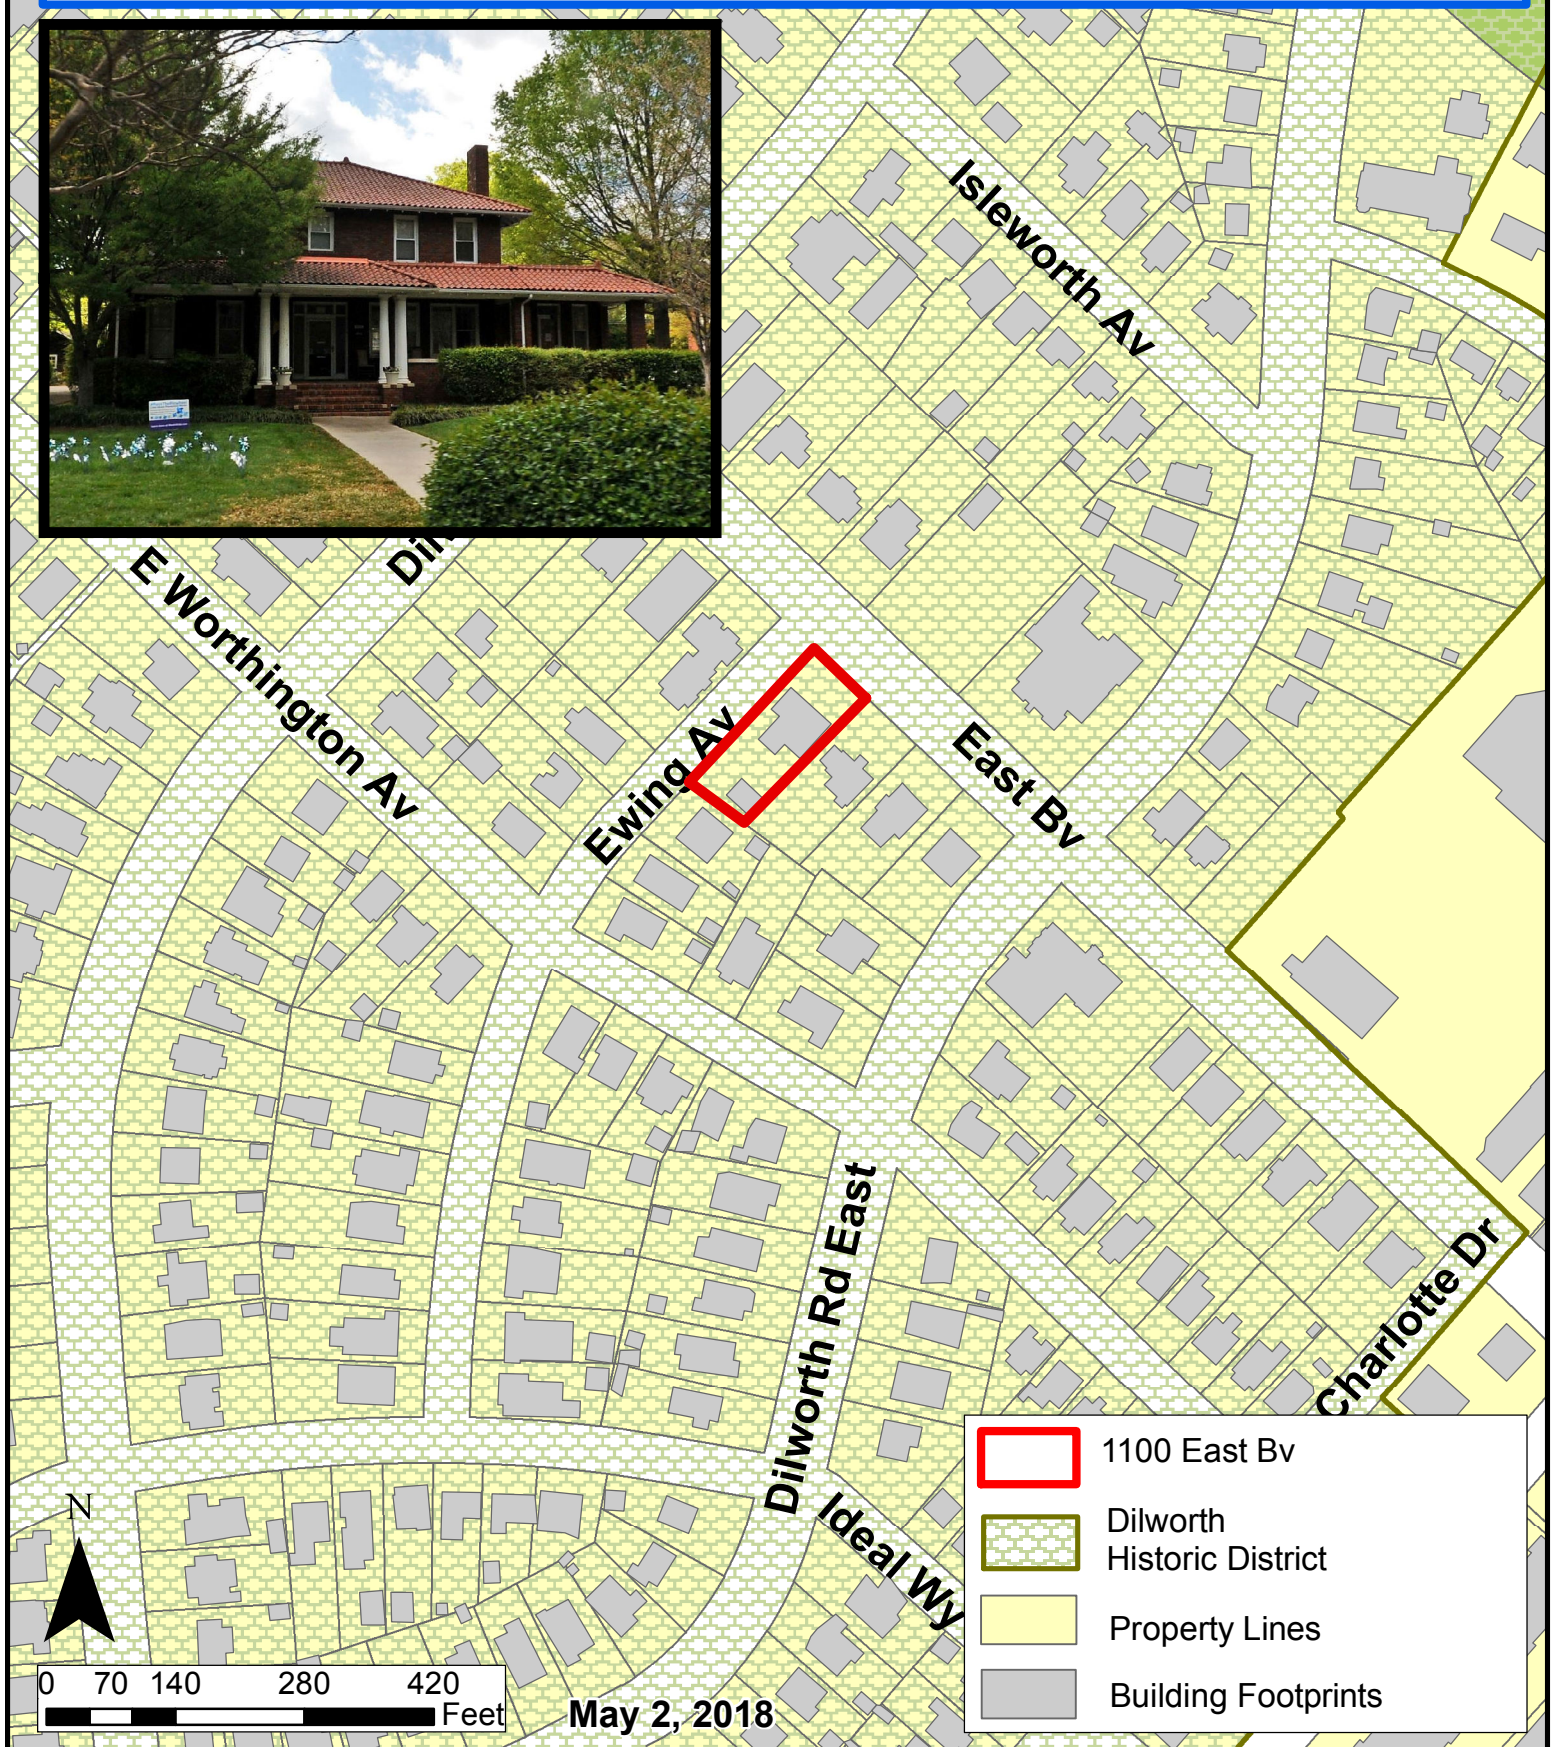 Isleworth Av
E Worthington Av
Ewing Av
East Bv
Dilworth Rd East
Charlotte Dr
Ideal Wy
1100 East Bv
Dilworth
Historic District
Property Lines
Building Footprints
N
0 70 140 280 420
Feet
May 2, 2018